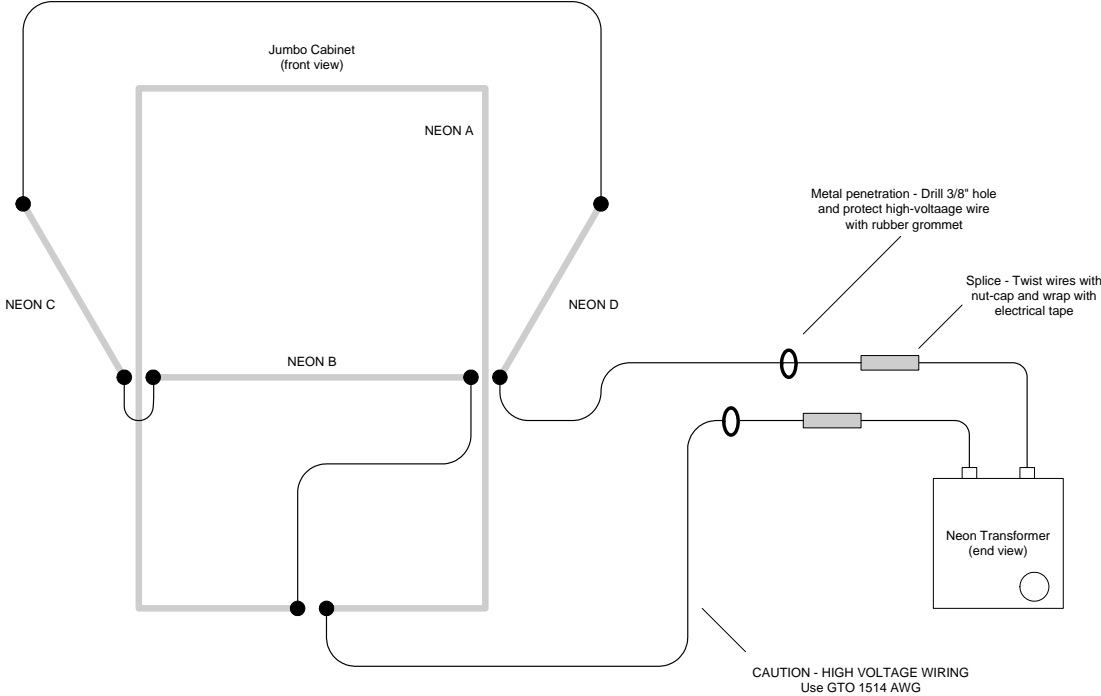 Jumbo Cabinet
(front view)
NEON A
Metal penetration - Drill 3/8" hole
and protect high-voltaage wire
with rubber grommet
Splice - Twist wires with
nut-cap and wrap with
electrical tape
NEON C
NEON D
NEON B
Neon Transformer
(end view)
CAUTION - HIGH VOLTAGE WIRING
Use GTO 1514 AWG